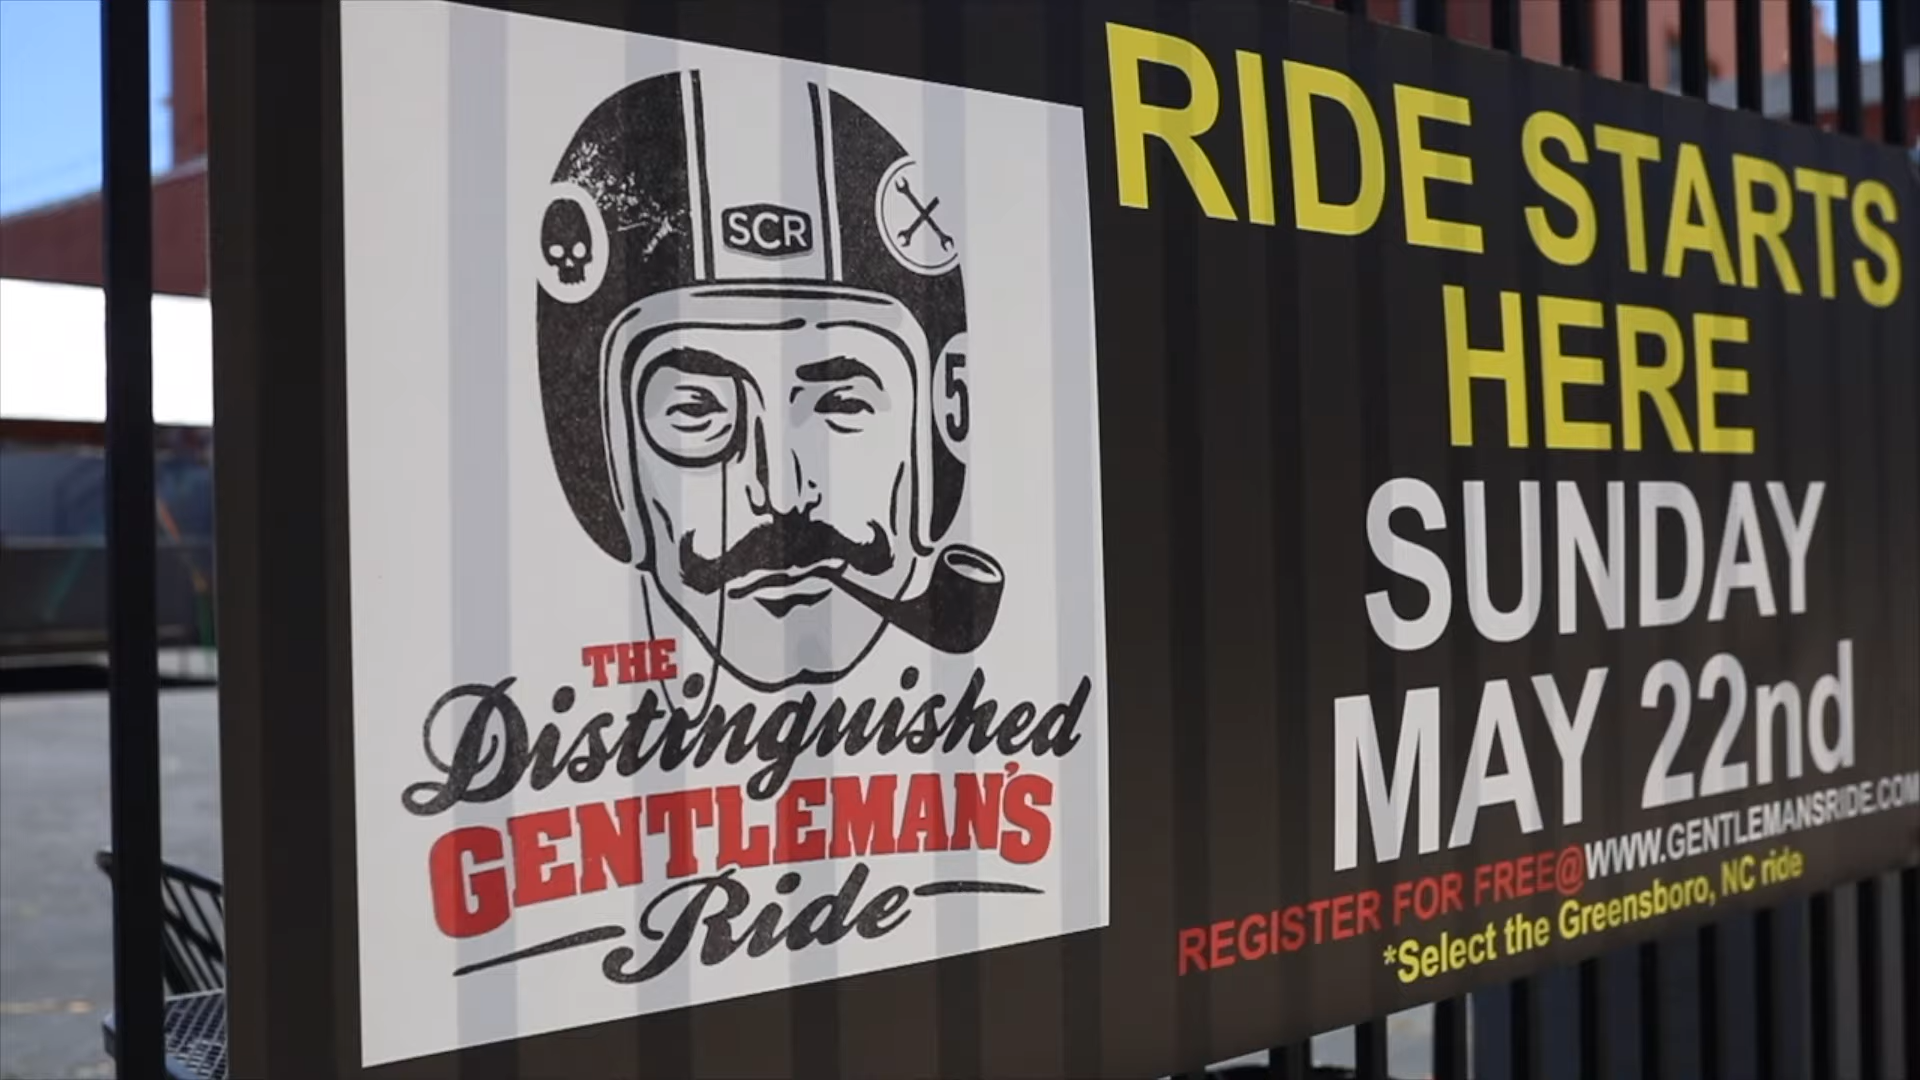 SCR
5
THE
Distinguished
GENTLEMAN'S
Ride
RIDE STARTS
HERE
SUNDAY
MAY 22nd
REGISTER FOR FREE@WWW.GENTLEMANSRIDE.COM
*Select the Greensboro, NC ride